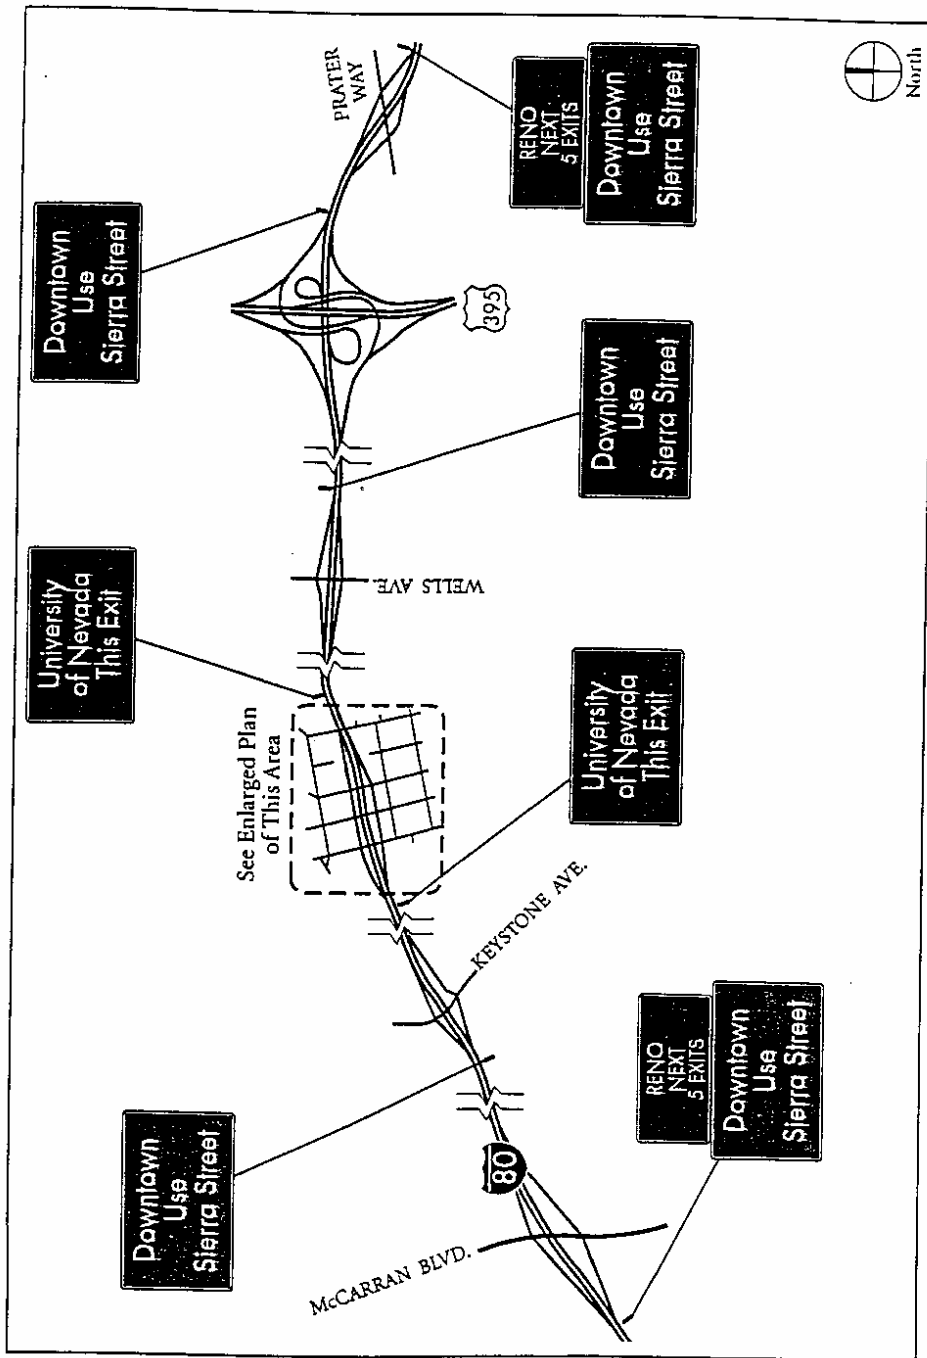 Downtown
Use
Sierra Street
University
of Nevada
This Exit
Downtown
Use
Sierra Street
PRATER
WAY
RENO
NEXT
5 EXITS
Downtown
Use
Sierra Street
North
395
Downtown
Use
Sierra Street
WELLS AVE.
See Enlarged Plan
of This Area
University
of Nevada
This Exit
KEYSTONE AVE.
80
McCARRAN BLVD.
RENO
NEXT
5 EXITS
Downtown
Use
Sierra Street